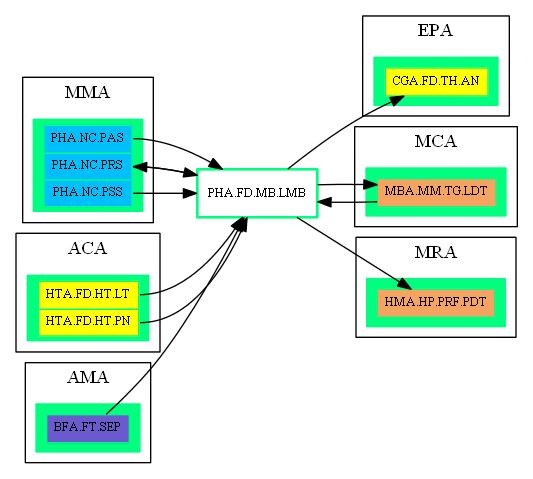 MMA
PHA.NC.PAS
PHA.NC.PRS
PHA.NC.PSS
ACA
HTA.FD.HT.LT
HTA.FD.HT.PN
AMA
BFA.FT.SEP
PHA.FD.MB.LMB
EPA
CGA.FD.TH.AN
MCA
MBA.MM.TG.LDT
MRA
HMA.HP.PRF.PDT